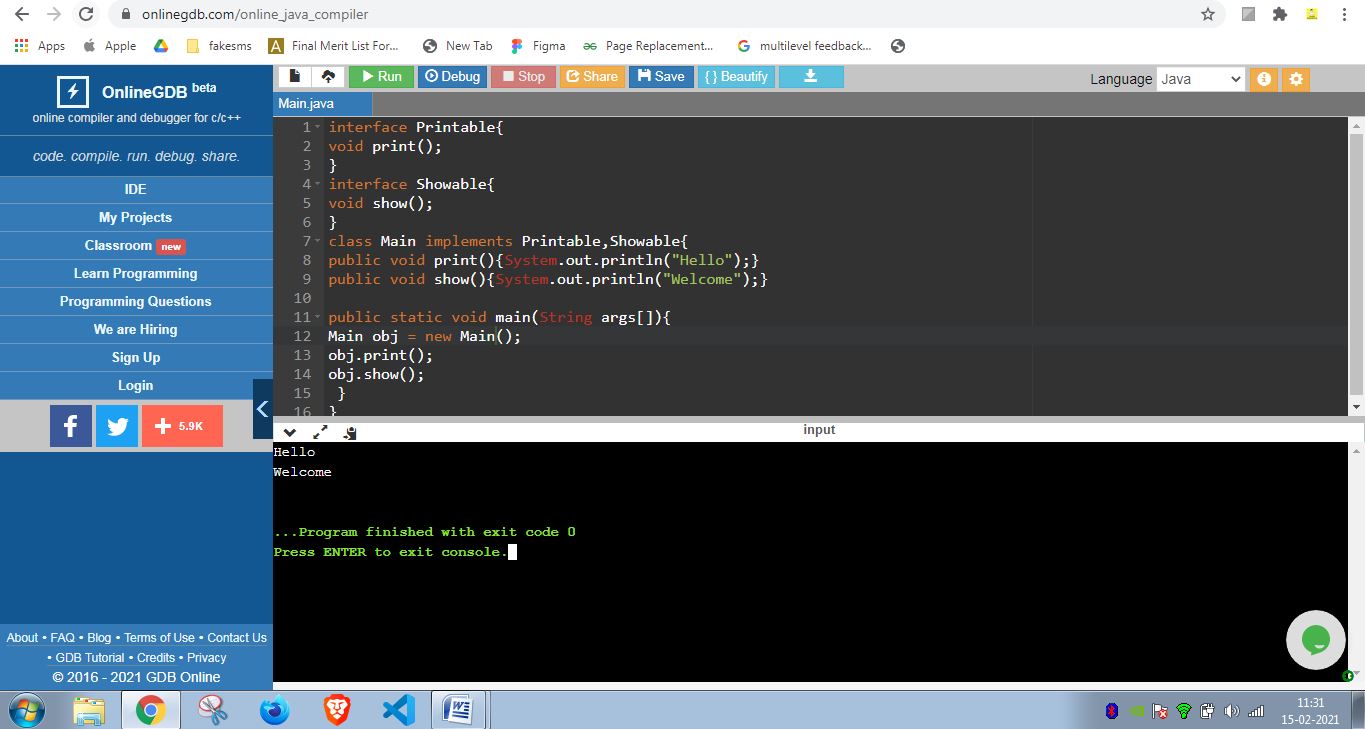 onlinegdb.com/online_java_compiler
Apps Apple fakesms Final Merit List For... New Tab Figma Page Replacement... multilevel feedback...
OnlineGDB beta
online compiler and debugger for c/c++
code. compile. run. debug. share.
IDE
My Projects
Classroom new
Learn Programming
Programming Questions
We are Hiring
Sign Up
Login
5.9K
About • FAQ • Blog • Terms of Use • Contact Us
• GDB Tutorial • Credits • Privacy
© 2016 - 2021 GDB Online
Run Debug Stop Share Save { } Beautify
Language Java
Main.java
1 interface Printable{
2 void print();
3 }
4 interface Showable{
5 void show();
6 }
7 class Main implements Printable,Showable{
8 public void print(){System.out.println("Hello");}
9 public void show(){System.out.println("Welcome");}
10
11 public static void main(String args[]){
12 Main obj = new Main();
13 obj.print();
14 obj.show();
15 }
16 }
input
Hello
Welcome
...Program finished with exit code 0
Press ENTER to exit console.
11:31
15-02-2021